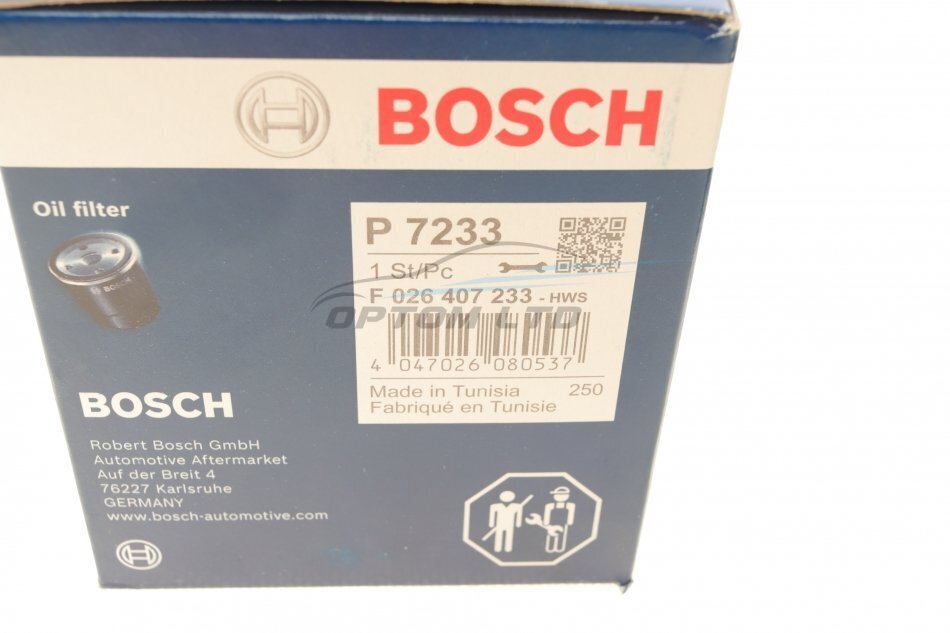 BOSCH
Oil filter
BOSCH
P 7233
1 St/Pc
F 026 407 233 - HWS
OPTOM LTD
4 047026 080537
Made in Tunisia 250
Fabriqué en Tunisie
BOSCH
Robert Bosch GmbH
Automotive Aftermarket
Auf der Breit 4
76227 Karlsruhe
GERMANY
www.bosch-automotive.com